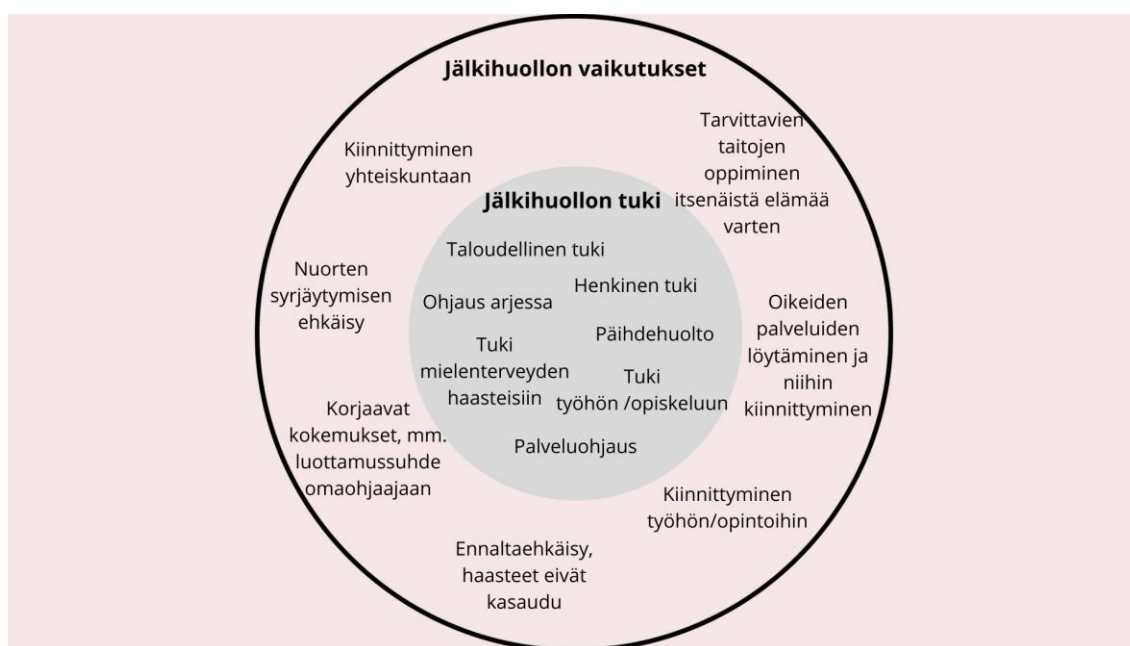 Jälkihuollon vaikutukset
Kiinnittyminen
yhteiskuntaan
Tarvittavien
taitojen
oppiminen
itsenäistä elämää
varten
Nuorten
syrjäytymisen
ehkäisy
Oikeiden
palveluiden
löytäminen ja
niihin
kiinnittyminen
Korjaavat
kokemukset, mm.
luottamussuhde
omaohjaajaan
Kiinnittyminen
työhön/opintoihin
Ennaltaehkäisy,
haasteet eivät
kasaudu
Jälkihuollon tuki
Taloudellinen tuki
Henkinen tuki
Ohjaus arjessa
Päihdehuolto
Tuki
mielenterveyden
haasteisiin
Tuki
työhön /opiskeluun
Palveluohjaus